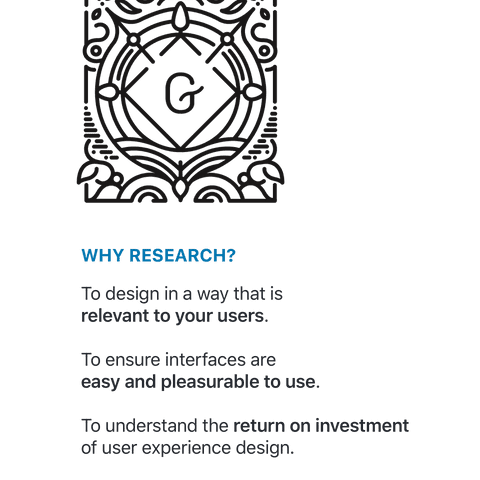 G
WHY RESEARCH?
To design in a way that is
relevant to your users.
To ensure interfaces are
easy and pleasurable to use.
To understand the return on investment
of user experience design.